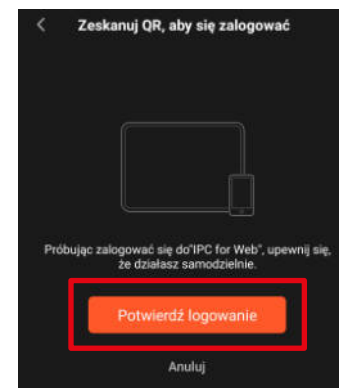 Zeskanuj QR, aby się zalogować
Próbując zalogować się do"IPC for Web", upewnij się,
że działasz samodzielnie.
Potwierdź logowanie
Anuluj